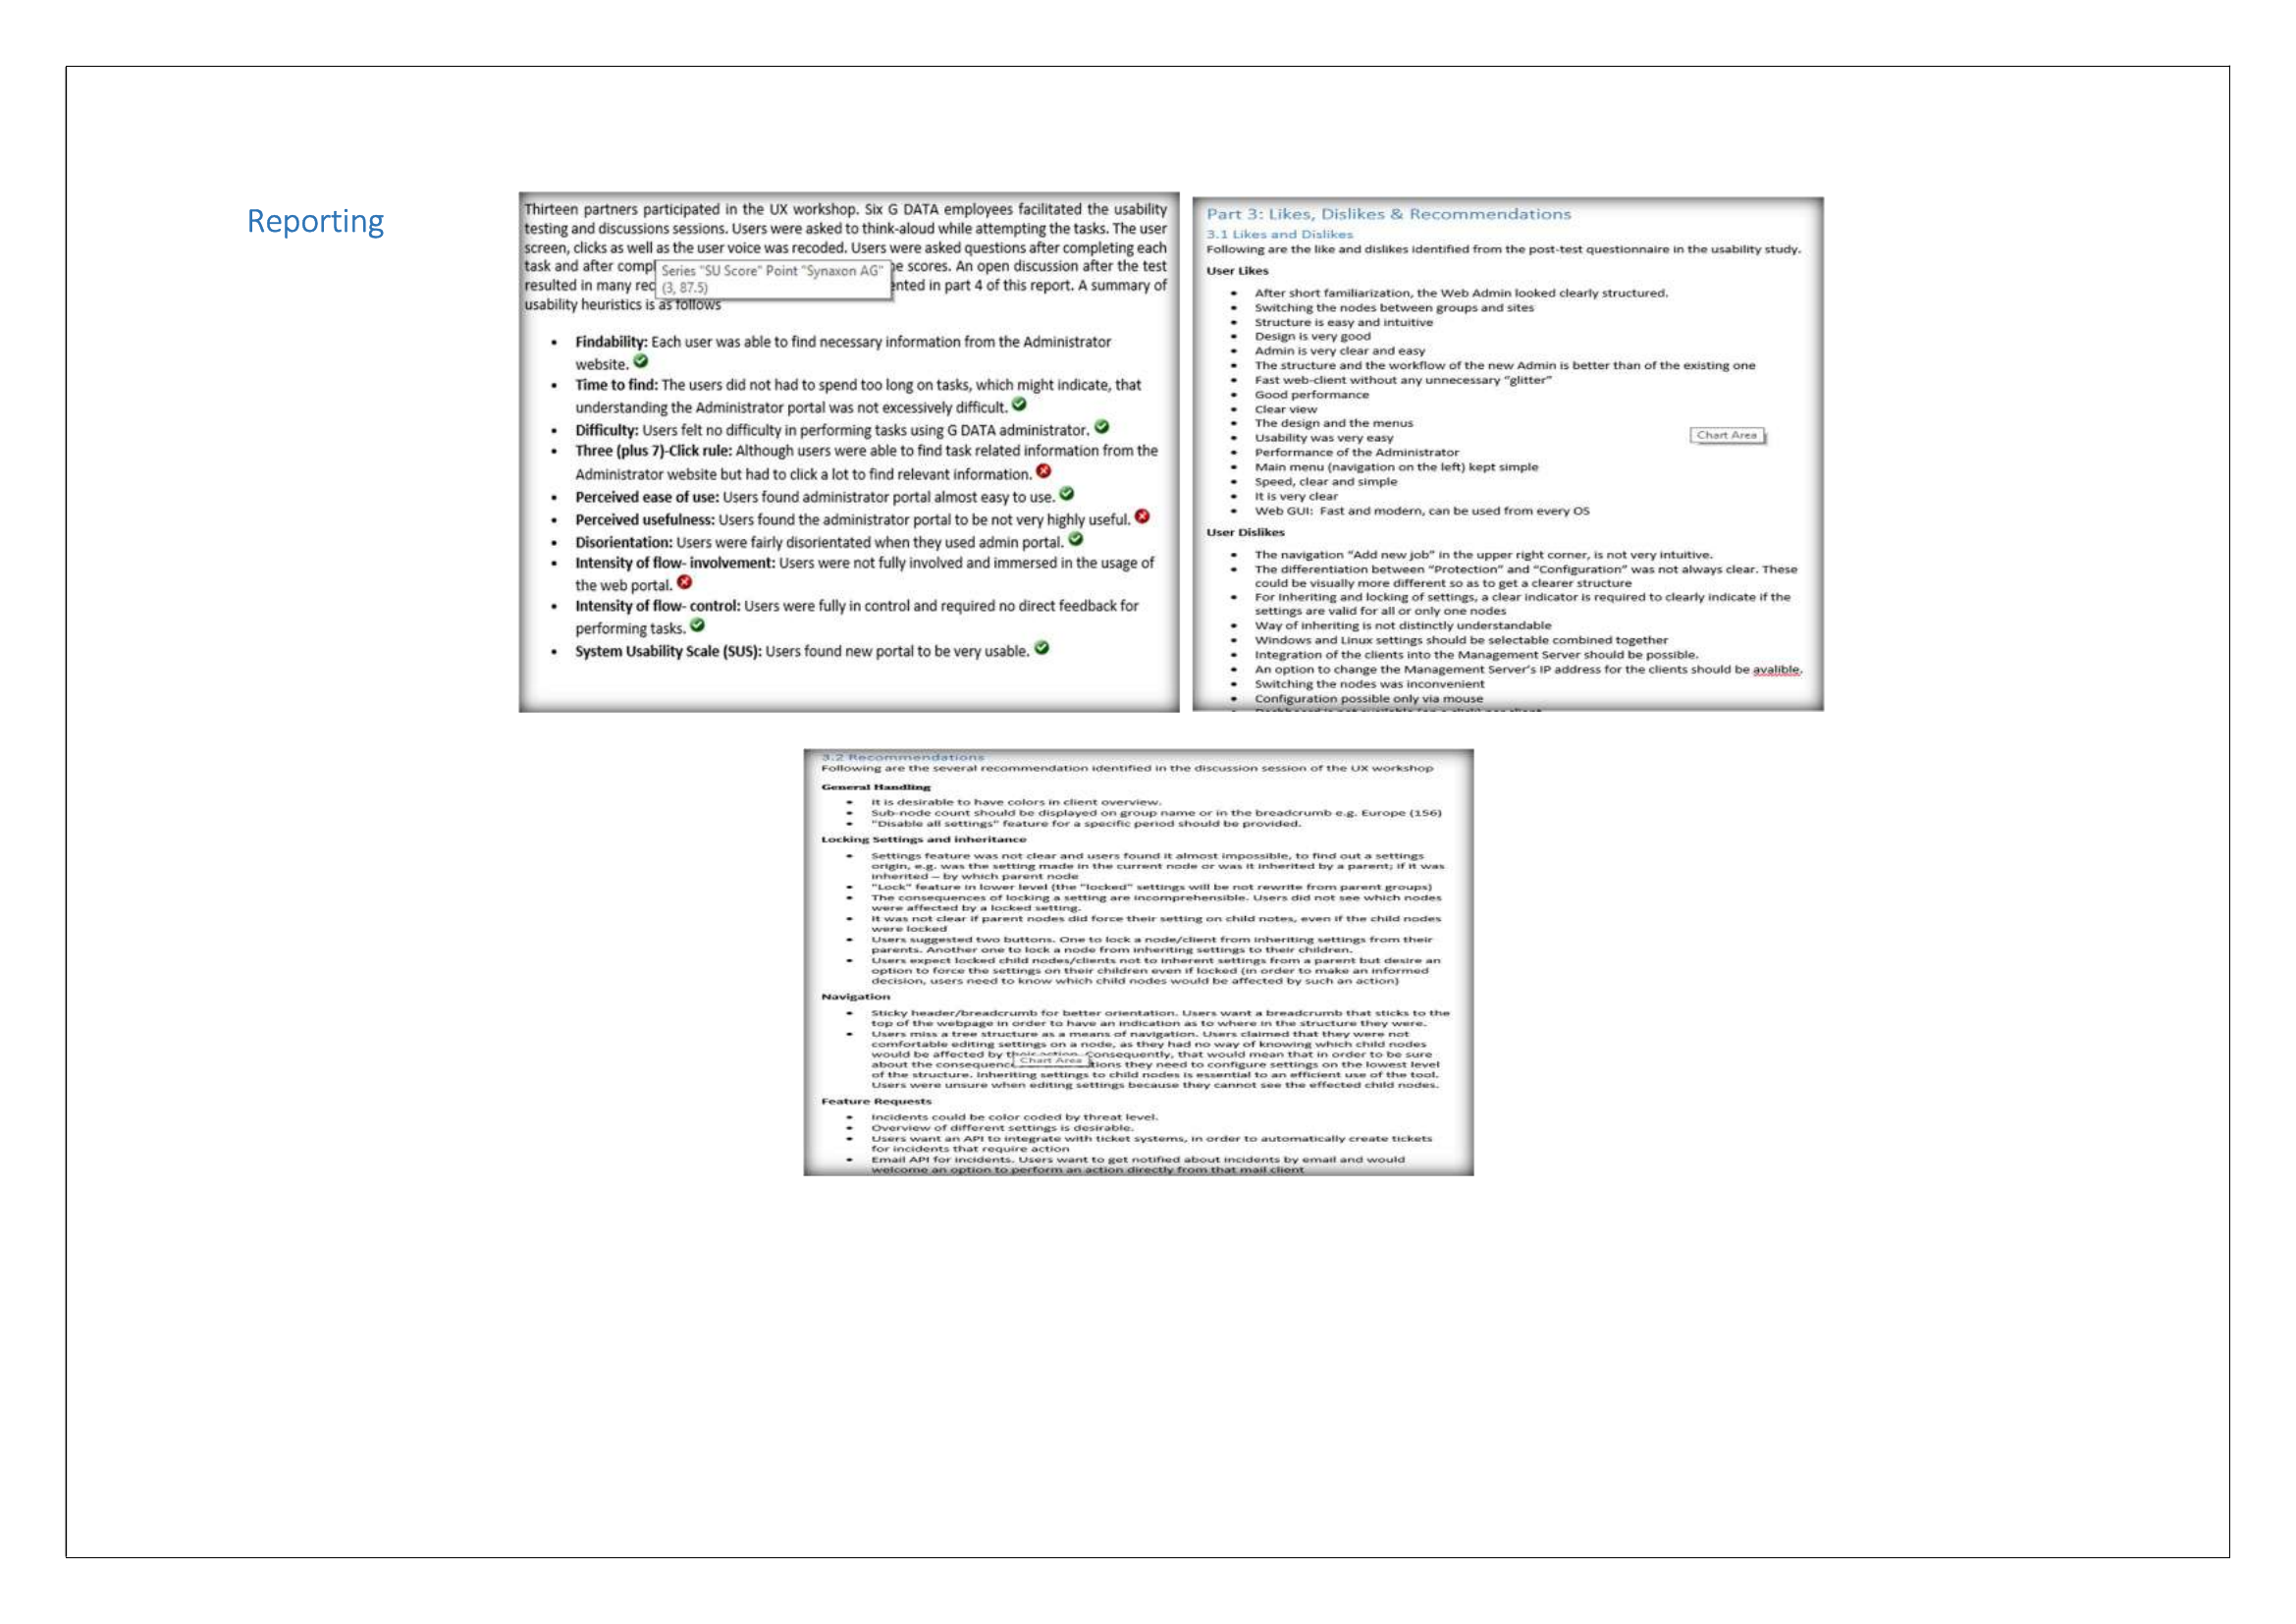 Reporting
Thirteen partners participated in the UX workshop. Six G DATA employees facilitated the usability
testing and discussions sessions. Users were asked to think-aloud while attempting the tasks. The user
screen, clicks as well as the user voice was recoded. Users were asked questions after completing each
task and after compl Series "SU Score" Point "Synaxon AG" e scores. An open discussion after the test
resulted in many rec (3, 87.5) nted in part 4 of this report. A summary of
usability heuristics is as follows
• Findability: Each user was able to find necessary information from the Administrator
website.
• Time to find: The users did not had to spend too long on tasks, which might indicate, that
understanding the Administrator portal was not excessively difficult.
• Difficulty: Users felt no difficulty in performing tasks using G DATA administrator.
• Three (plus 7)-Click rule: Although users were able to find task related information from the
Administrator website but had to click a lot to find relevant information.
• Perceived ease of use: Users found administrator portal almost easy to use.
• Perceived usefulness: Users found the administrator portal to be not very highly useful.
• Disorientation: Users were fairly disorientated when they used admin portal.
• Intensity of flow- involvement: Users were not fully involved and immersed in the usage of
the web portal.
• Intensity of flow- control: Users were fully in control and required no direct feedback for
performing tasks.
• System Usability Scale (SUS): Users found new portal to be very usable.
Part 3: Likes, Dislikes & Recommendations
3.1 Likes and Dislikes
Following are the like and dislikes identified from the post-test questionnaire in the usability study.
User Likes
• After short familiarization, the Web Admin looked clearly structured.
• Switching the nodes between groups and sites
• Structure is easy and intuitive
• Design is very good
• Admin is very clear and easy
• The structure and the workflow of the new Admin is better than of the existing one
• Fast web-client without any unnecessary “glitter”
• Good performance
• Clear view
• The design and the menus
• Usability was very easy
Chart Area
• Performance of the Administrator
• Main menu (navigation on the left) kept simple
• Speed, clear and simple
• It is very clear
• Web GUI: Fast and modern, can be used from every OS
User Dislikes
• The navigation “Add new job” in the upper right corner, is not very intuitive.
• The differentiation between “Protection” and “Configuration” was not always clear. These
could be visually more different so as to get a clearer structure
• For Inheriting and locking of settings, a clear indicator is required to clearly indicate if the
settings are valid for all or only one nodes
• Way of inheriting is not distinctly understandable
• Windows and Linux settings should be selectable combined together
• Integration of the clients into the Management Server should be possible.
• An option to change the Management Server’s IP address for the clients should be avalible.
• Switching the nodes was inconvenient
• Configuration possible only via mouse
3.2 Recommendations
Following are the several recommendation identified in the discussion session of the UX workshop
General Handling
• It is desirable to have colors in client overview.
• Sub-node count should be displayed on group name or in the breadcrumb e.g. Europe (156)
• "Disable all settings" feature for a specific period should be provided.
Locking Settings and inheritance
• Settings feature was not clear and users found it almost impossible, to find out a settings
origin, e.g. was the setting made in the current node or was it inherited by a parent; if it was
inherited – by which parent node
• "Lock" feature in lower level (the "locked" settings will be not rewrite from parent groups)
• The consequences of locking a setting are incomprehensible. Users did not see which nodes
were affected by a locked setting.
• It was not clear if parent nodes did force their setting on child notes, even if the child nodes
were locked
• Users suggested two buttons. One to lock a node/client from inheriting settings from their
parents. Another one to lock a node from inheriting settings to their children.
• Users expect locked child nodes/clients not to inherent settings from a parent but desire an
option to force the settings on their children even if locked (in order to make an informed
decision, users need to know which child nodes would be affected by such an action)
Navigation
• Sticky header/breadcrumb for better orientation. Users want a breadcrumb that sticks to the
top of the webpage in order to have an indication as to where in the structure they were.
• Users miss a tree structure as a means of navigation. Users claimed that they were not
comfortable editing settings on a node, as they had no way of knowing which child nodes
would be affected by their action. Consequently, that would mean that in order to be sure
about the consequenc Chart Area tions they need to configure settings on the lowest level
of the structure. Inheriting settings to child nodes is essential to an efficient use of the tool.
Users were unsure when editing settings because they cannot see the effected child nodes.
Feature Requests
• Incidents could be color coded by threat level.
• Overview of different settings is desirable.
• Users want an API to integrate with ticket systems, in order to automatically create tickets
for incidents that require action
• Email API for incidents. Users want to get notified about incidents by email and would
welcome an option to perform an action directly from that mail client